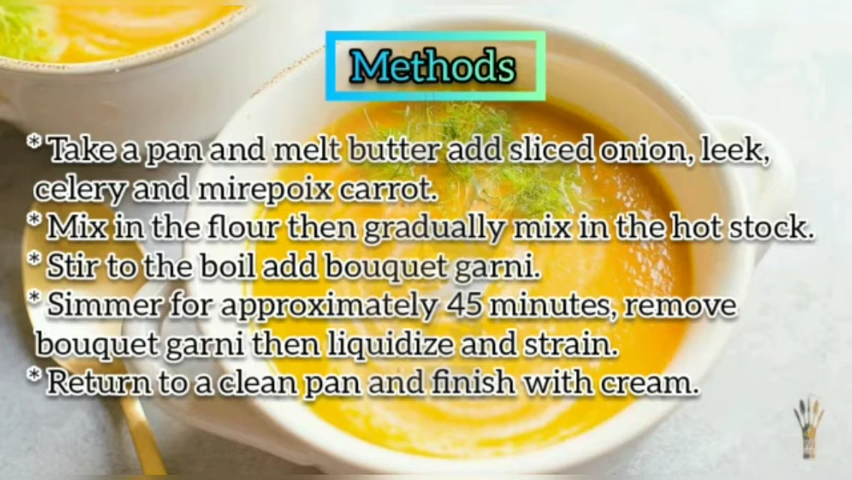 Methods
* Take a pan and melt butter add sliced onion, leek,
celery and mirepoix carrot.
* Mix in the flour then gradually mix in the hot stock.
* Stir to the boil add bouquet garni.
* Simmer for approximately 45 minutes, remove
bouquet garni then liquidize and strain.
* Return to a clean pan and finish with cream.